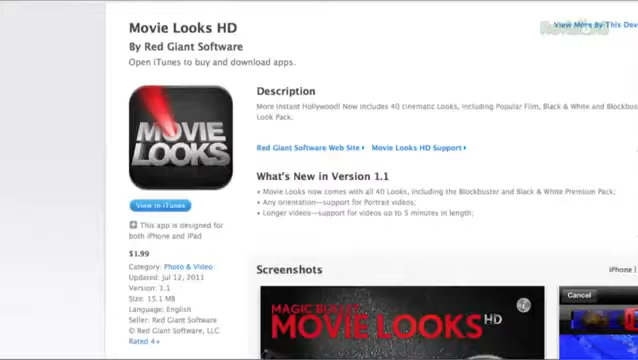 Movie Looks HD
View More By This Dev
By Red Giant Software
Open iTunes to buy and download apps.
MOVIE
LOOKS
View in iTunes
This app is designed for
both iPhone and iPad
$1.99
Category: Photo & Video
Updated: Jul 12, 2011
Version: 1.1
Size: 15.1 MB
Language: English
Seller: Red Giant Software
© Red Giant Software, LLC
Rated 4+
Description
More Instant Hollywood! Now includes 40 cinematic Looks, including Popular Film, Black & White and Blockbus
Look Pack.
Red Giant Software Web Site
Movie Looks HD Support
What's New in Version 1.1
• Movie Looks now comes with all 40 Looks, including the Blockbuster and Black & White Premium Pack;
• Any orientation—support for Portrait videos;
• Longer videos—support for videos up to 5 minutes in length;
Screenshots
iPhone
MAGIC BULLET
MOVIE LOOKS HD
i
Cancel